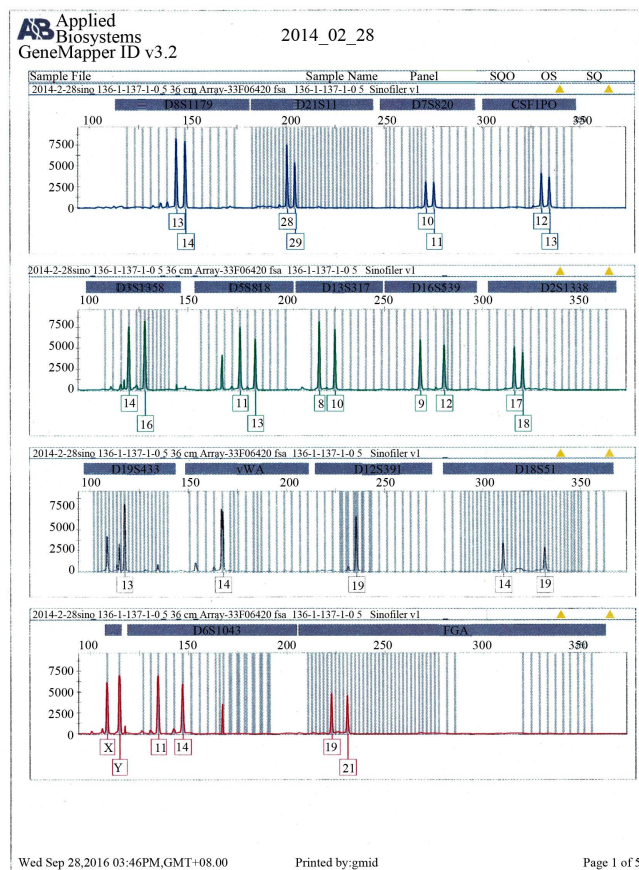 AB Applied
Biosystems
GeneMapper ID v3.2
2014_02_28
Sample File Sample Name Panel SQO OS SQ
2014-2-28sino 136-1-137-1-0 5 36 cm Array-33F06420 fsa 136-1-137-1-0 5 Sinofiler v1
D8S1179 D21S11 D7S820 CSF1PO
100 150 200 250 300 350
7500
5000
2500
0
13 28 10 12
14 29 11 13
2014-2-28sino 136-1-137-1-0 5 36 cm Array-33F06420 fsa 136-1-137-1-0 5 Sinofiler v1
D3S1358 D5S818 D13S317 D16S539 D2S1338
100 150 200 250 300 350
7500
5000
2500
0
14 11 8 10 9 12 17
16 13 18
2014-2-28sino 136-1-137-1-0 5 36 cm Array-33F06420 fsa 136-1-137-1-0 5 Sinofiler v1
D19S433 vWA D12S391 D18S51
100 150 200 250 300 350
7500
5000
2500
0
13 14 19 14 19
2014-2-28sino 136-1-137-1-0 5 36 cm Array-33F06420 fsa 136-1-137-1-0 5 Sinofiler v1
D6S1043 FGA
100 150 200 250 300 350
7500
5000
2500
0
X 11 14 19
Y 21
Wed Sep 28,2016 03:46PM,GMT+08.00 Printed by:gmid Page 1 of 5